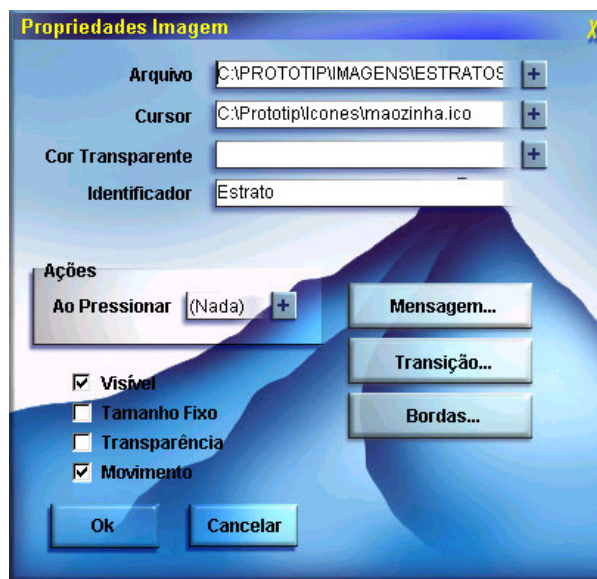 Propriedades Imagem X
Arquivo C:\PROTOTIP\IMAGENS\ESTRATOS +
Cursor C:\Prototip\Icones\maozinha.ico +
Cor Transparente +
Identificador Estrato
Ações
Ao Pressionar (Nada) +
Mensagem...
Transição...
Bordas...
Visível
Tamanho Fixo
Transparência
Movimento
Ok Cancelar